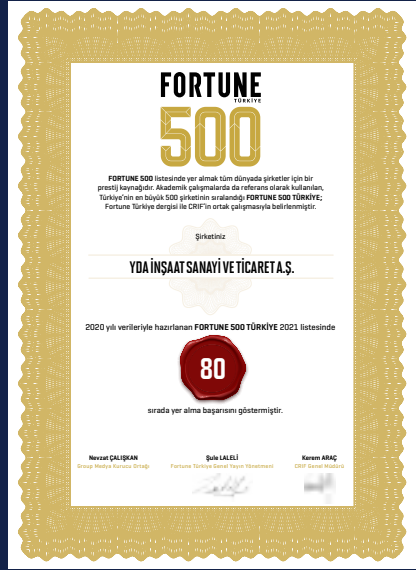 FORTUNE
TÜRKİYE
500
FORTUNE 500 listesinde yer almak tüm dünyada şirketler için bir
prestij kaynağıdır. Akademik çalışmalarda da referans olarak kullanılan,
Türkiye'nin en büyük 500 şirketinin sıralandığı FORTUNE 500 TÜRKİYE;
Fortune Türkiye dergisi ile CRIF'in ortak çalışmasıyla belirlenmiştir.
Şirketiniz
YDA İNŞAAT SANAYİ VE TİCARET A.Ş.
2020 yılı verileriyle hazırlanan FORTUNE 500 TÜRKİYE 2021 listesinde
80
sırada yer alma başarısını göstermiştir.
Nevzat ÇALIŞKAN Şule LALELİ Kerem ARAÇ
Group Medya Kurucu Ortağı Fortune Türkiye Genel Yayın Yönetmeni CRIF Genel Müdürü